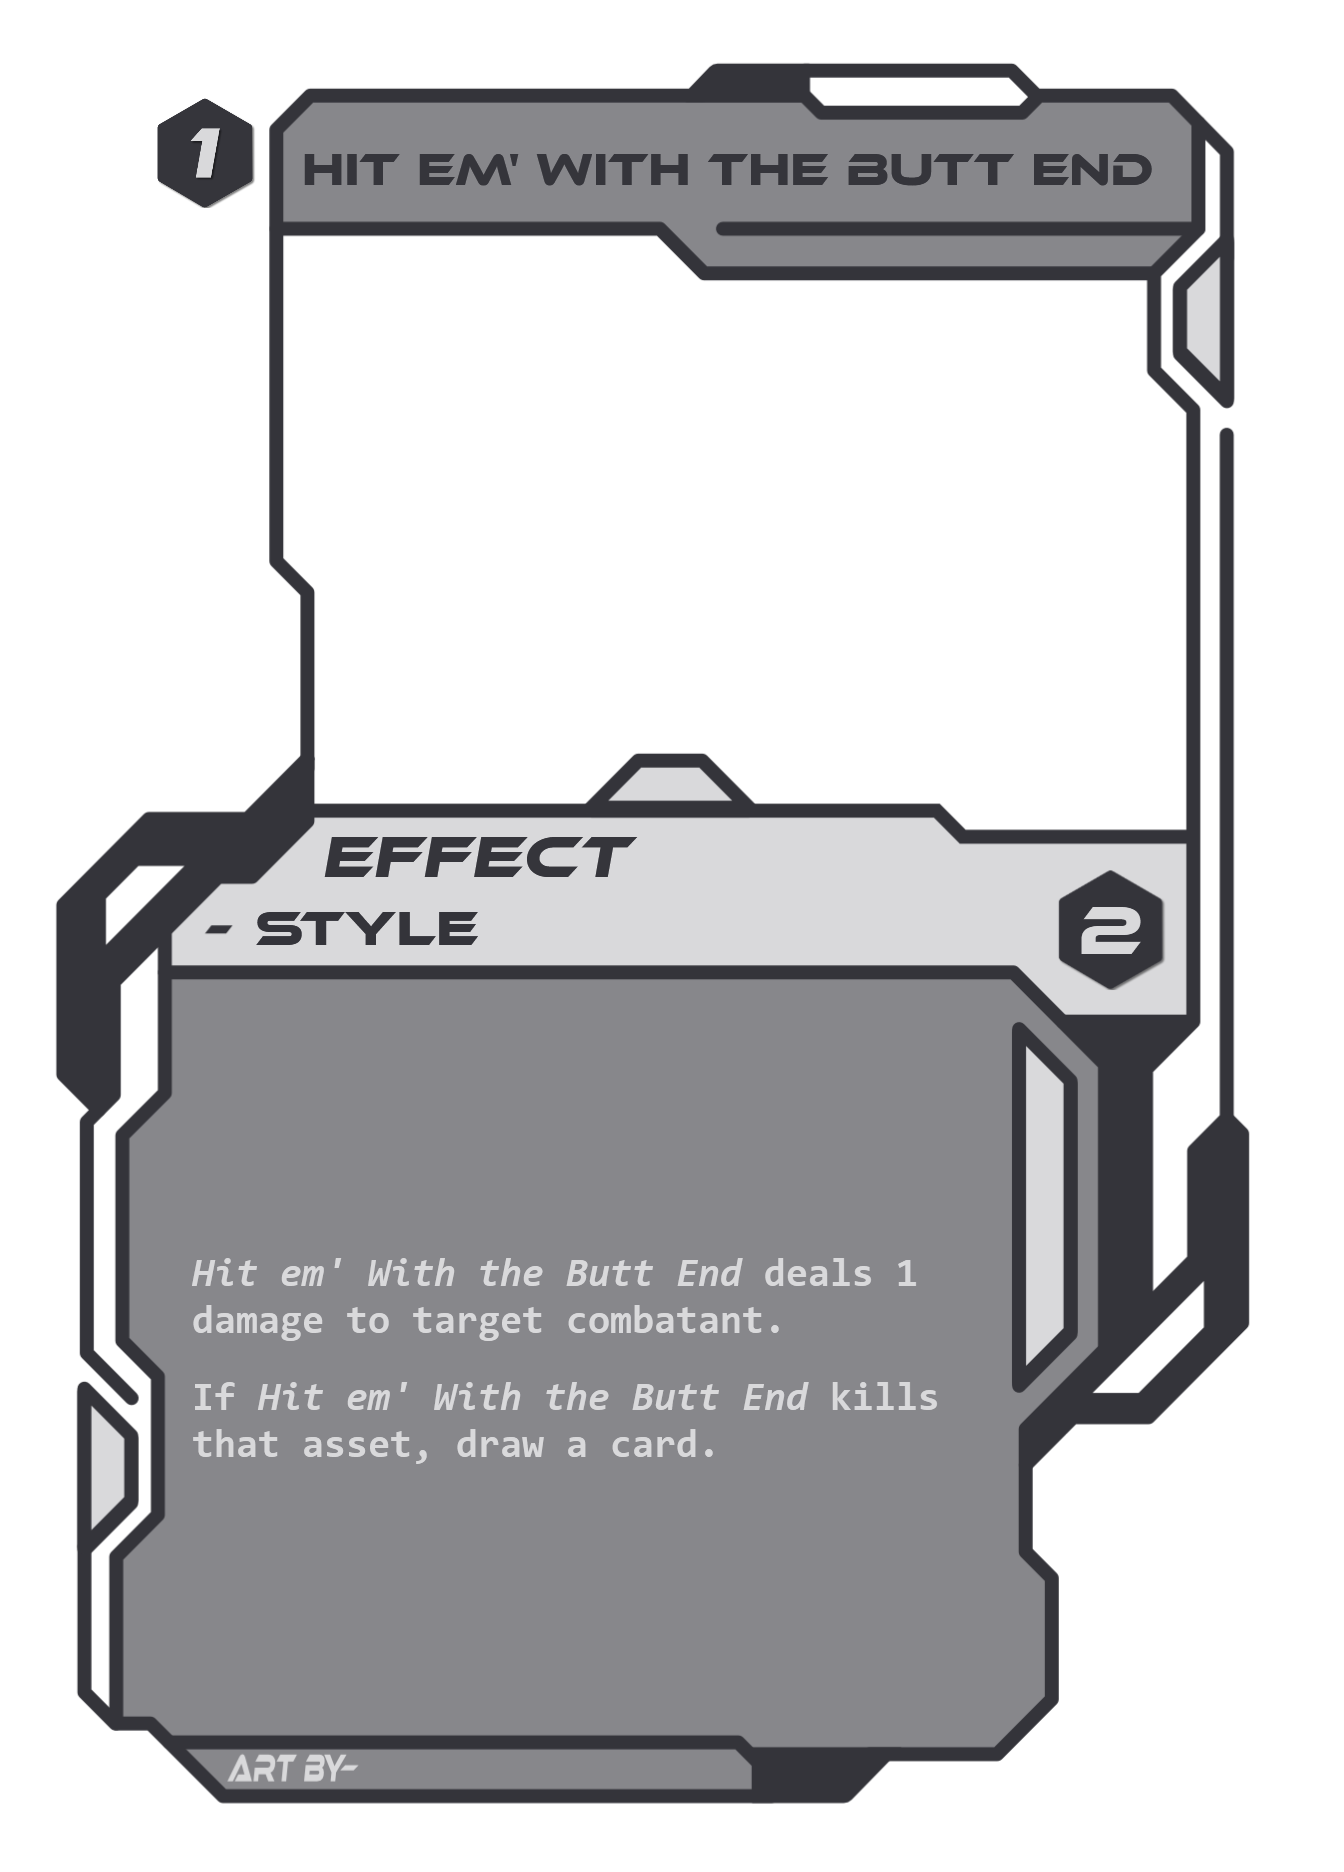 1
HIT EM' WITH THE BUTT END
EFFECT
- STYLE
2
Hit em' With the Butt End deals 1
damage to target combatant.
If Hit em' With the Butt End kills
that asset, draw a card.
ART BY-